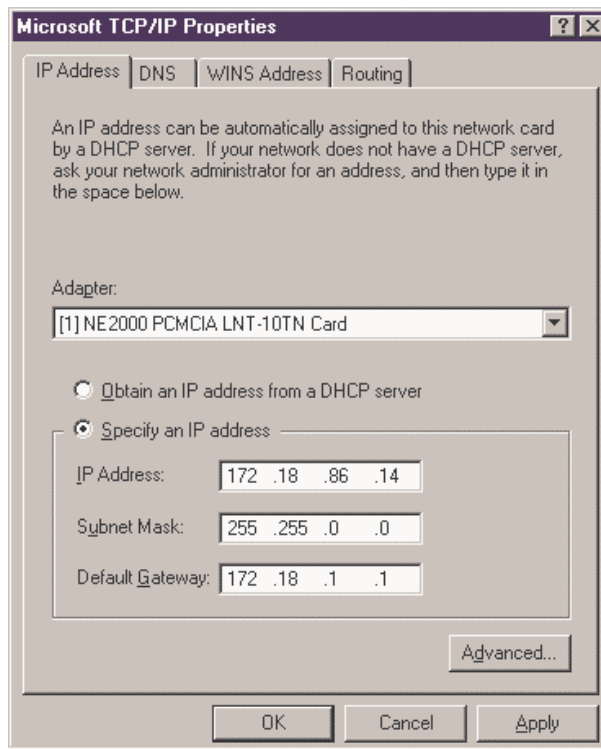 Microsoft TCP/IP Properties
IP Address DNS WINS Address Routing
An IP address can be automatically assigned to this network card
by a DHCP server. If your network does not have a DHCP server,
ask your network administrator for an address, and then type it in
the space below.
Adapter:
[1] NE2000 PCMCIA LNT-10TN Card
Obtain an IP address from a DHCP server
Specify an IP address
IP Address: 172 .18 .86 .14
Subnet Mask: 255 .255 .0 .0
Default Gateway: 172 .18 .1 .1
Advanced...
OK Cancel Apply